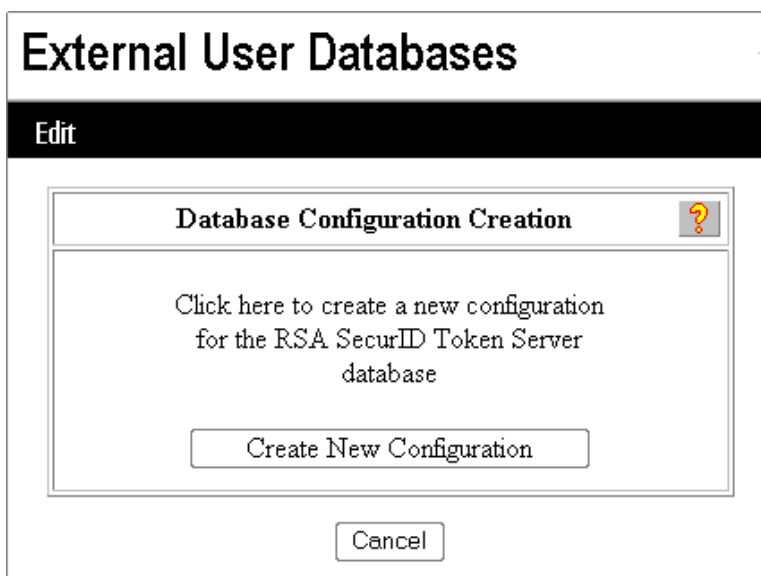 External User Databases
Edit
Database Configuration Creation
?
Click here to create a new configuration
for the RSA SecurID Token Server
database
Create New Configuration
Cancel